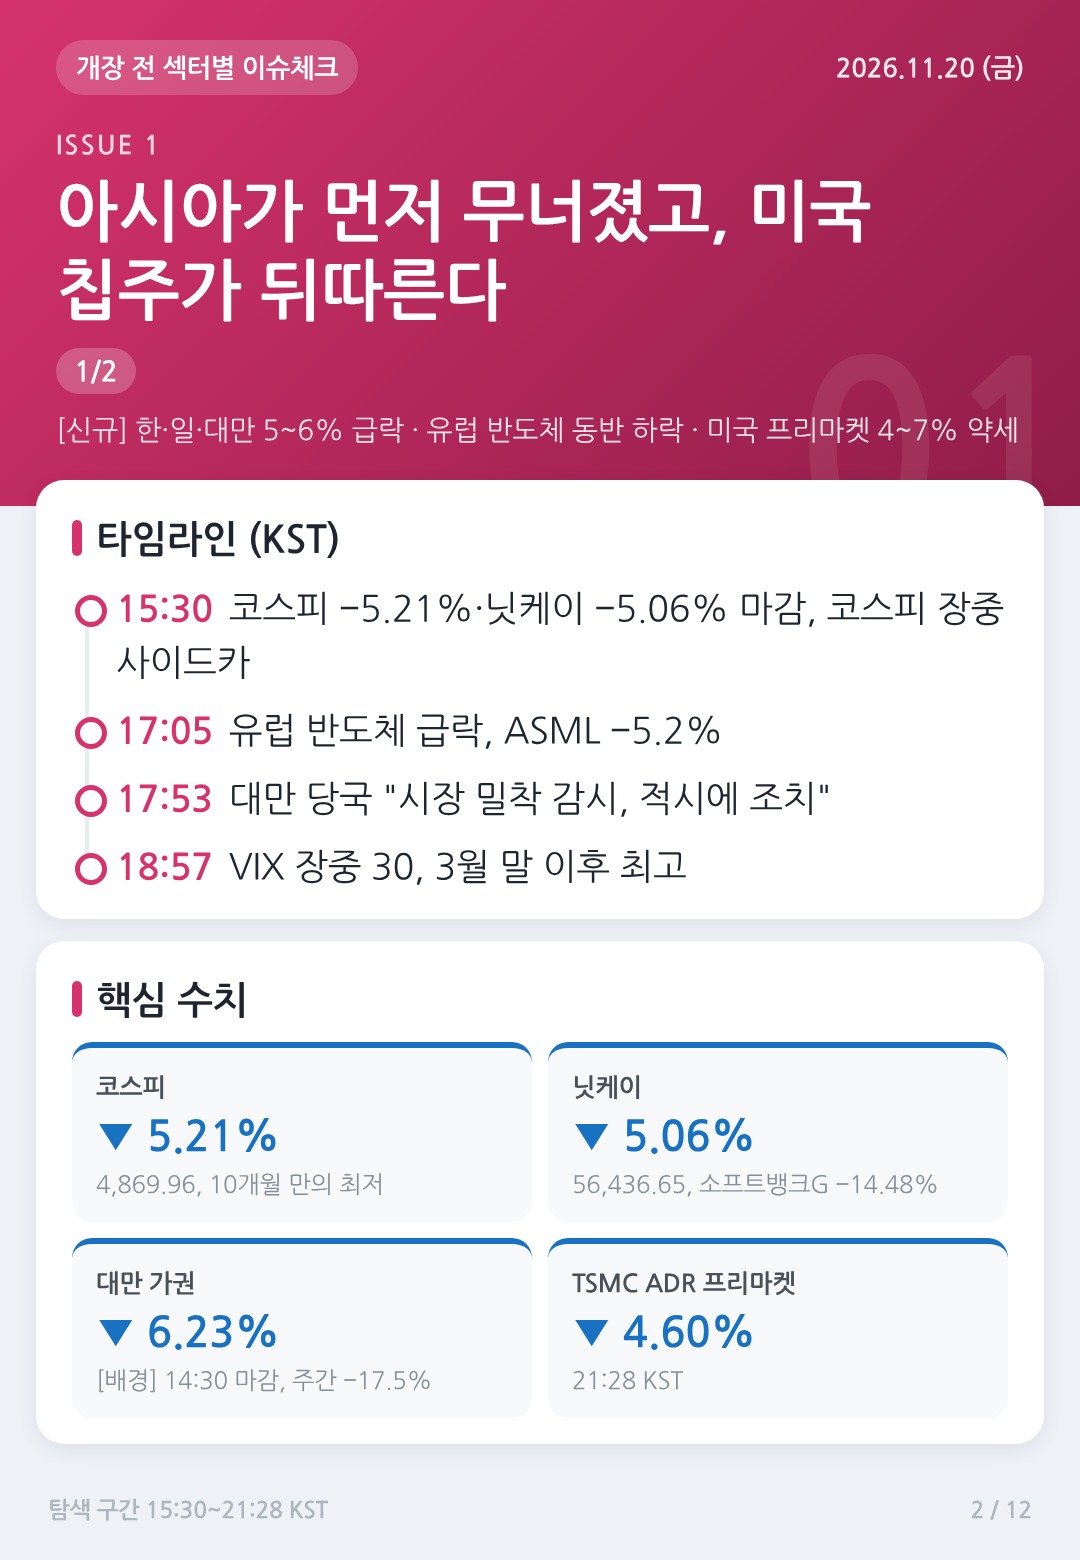 개장 전 섹터별 이슈체크
2026.11.20 (금)
ISSUE 1
아시아가 먼저 무너졌고, 미국
칩주가 뒤따른다
1/2
01
[신규] 한·일·대만 5~6% 급락 · 유럽 반도체 동반 하락 · 미국 프리마켓 4~7% 약세
타임라인 (KST)
15:30 코스피 −5.21%·닛케이 −5.06% 마감, 코스피 장중
사이드카
17:05 유럽 반도체 급락, ASML −5.2%
17:53 대만 당국 "시장 밀착 감시, 적시에 조치"
18:57 VIX 장중 30, 3월 말 이후 최고
핵심 수치
코스피
▼ 5.21%
4,869.96, 10개월 만의 최저
닛케이
▼ 5.06%
56,436.65, 소프트뱅크G −14.48%
대만 가권
▼ 6.23%
[배경] 14:30 마감, 주간 −17.5%
TSMC ADR 프리마켓
▼ 4.60%
21:28 KST
탐색 구간 15:30~21:28 KST
2 / 12